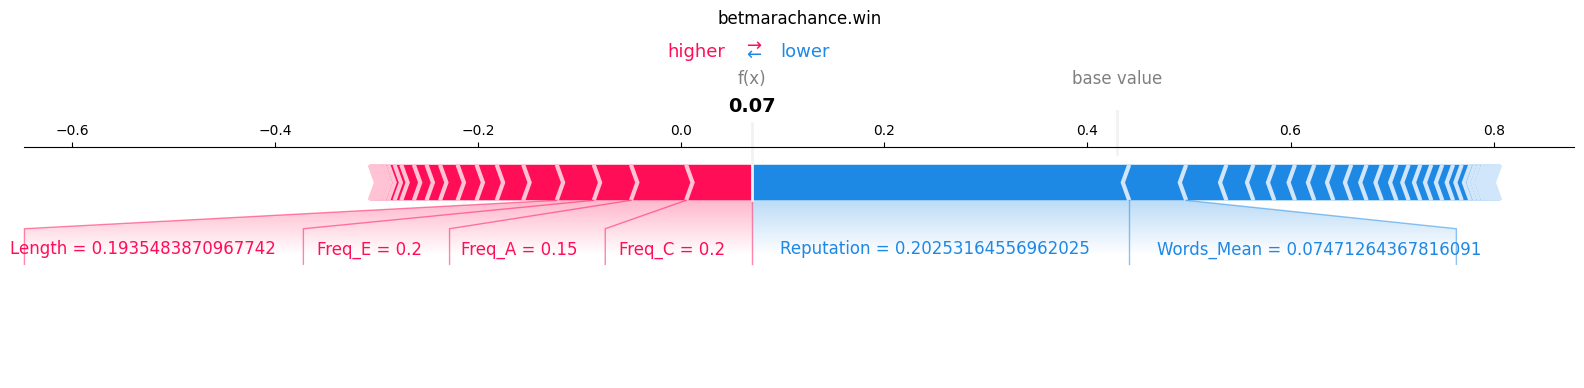 betmarachance.win
higher ⇄ lower
f(x) base value
0.07
−0.6 −0.4 −0.2 0.0 0.2 0.4 0.6 0.8
Length = 0.1935483870967742 Freq_E = 0.2 Freq_A = 0.15 Freq_C = 0.2 Reputation = 0.20253164556962025 Words_Mean = 0.07471264367816091